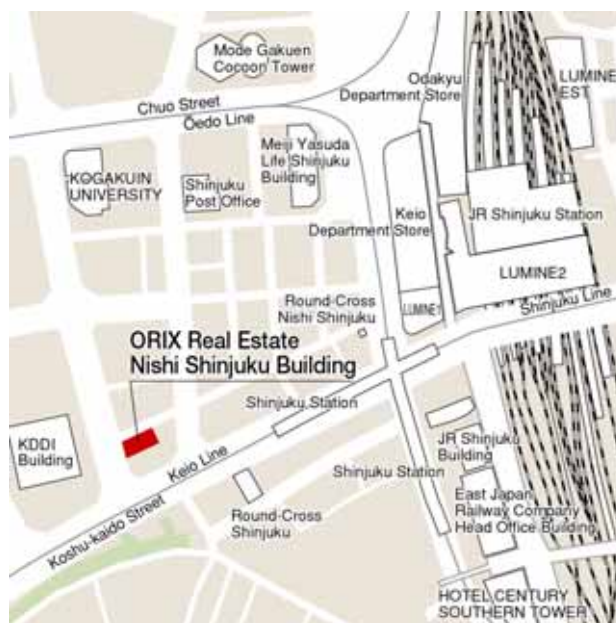 Mode Gakuen
Cocoon Tower
Odakyu
Department Store
LUMINE
EST
Chuo Street
Ōedo Line
Meiji Yasuda
Life Shinjuku
Building
KOGAKUIN
UNIVERSITY
Shinjuku
Post Office
Keio
Department Store
JR Shinjuku Station
LUMINE2
LUMINE1
Shinjuku Line
Round-Cross
Nishi Shinjuku
ORIX Real Estate
Nishi Shinjuku Building
Shinjuku Station
KDDI
Building
Keio Line
Koshu-kaido Street
Shinjuku Station
JR Shinjuku
Building
Round-Cross
Shinjuku
East Japan
Railway Company
Head Office Building
HOTEL CENTURY
SOUTHERN TOWER